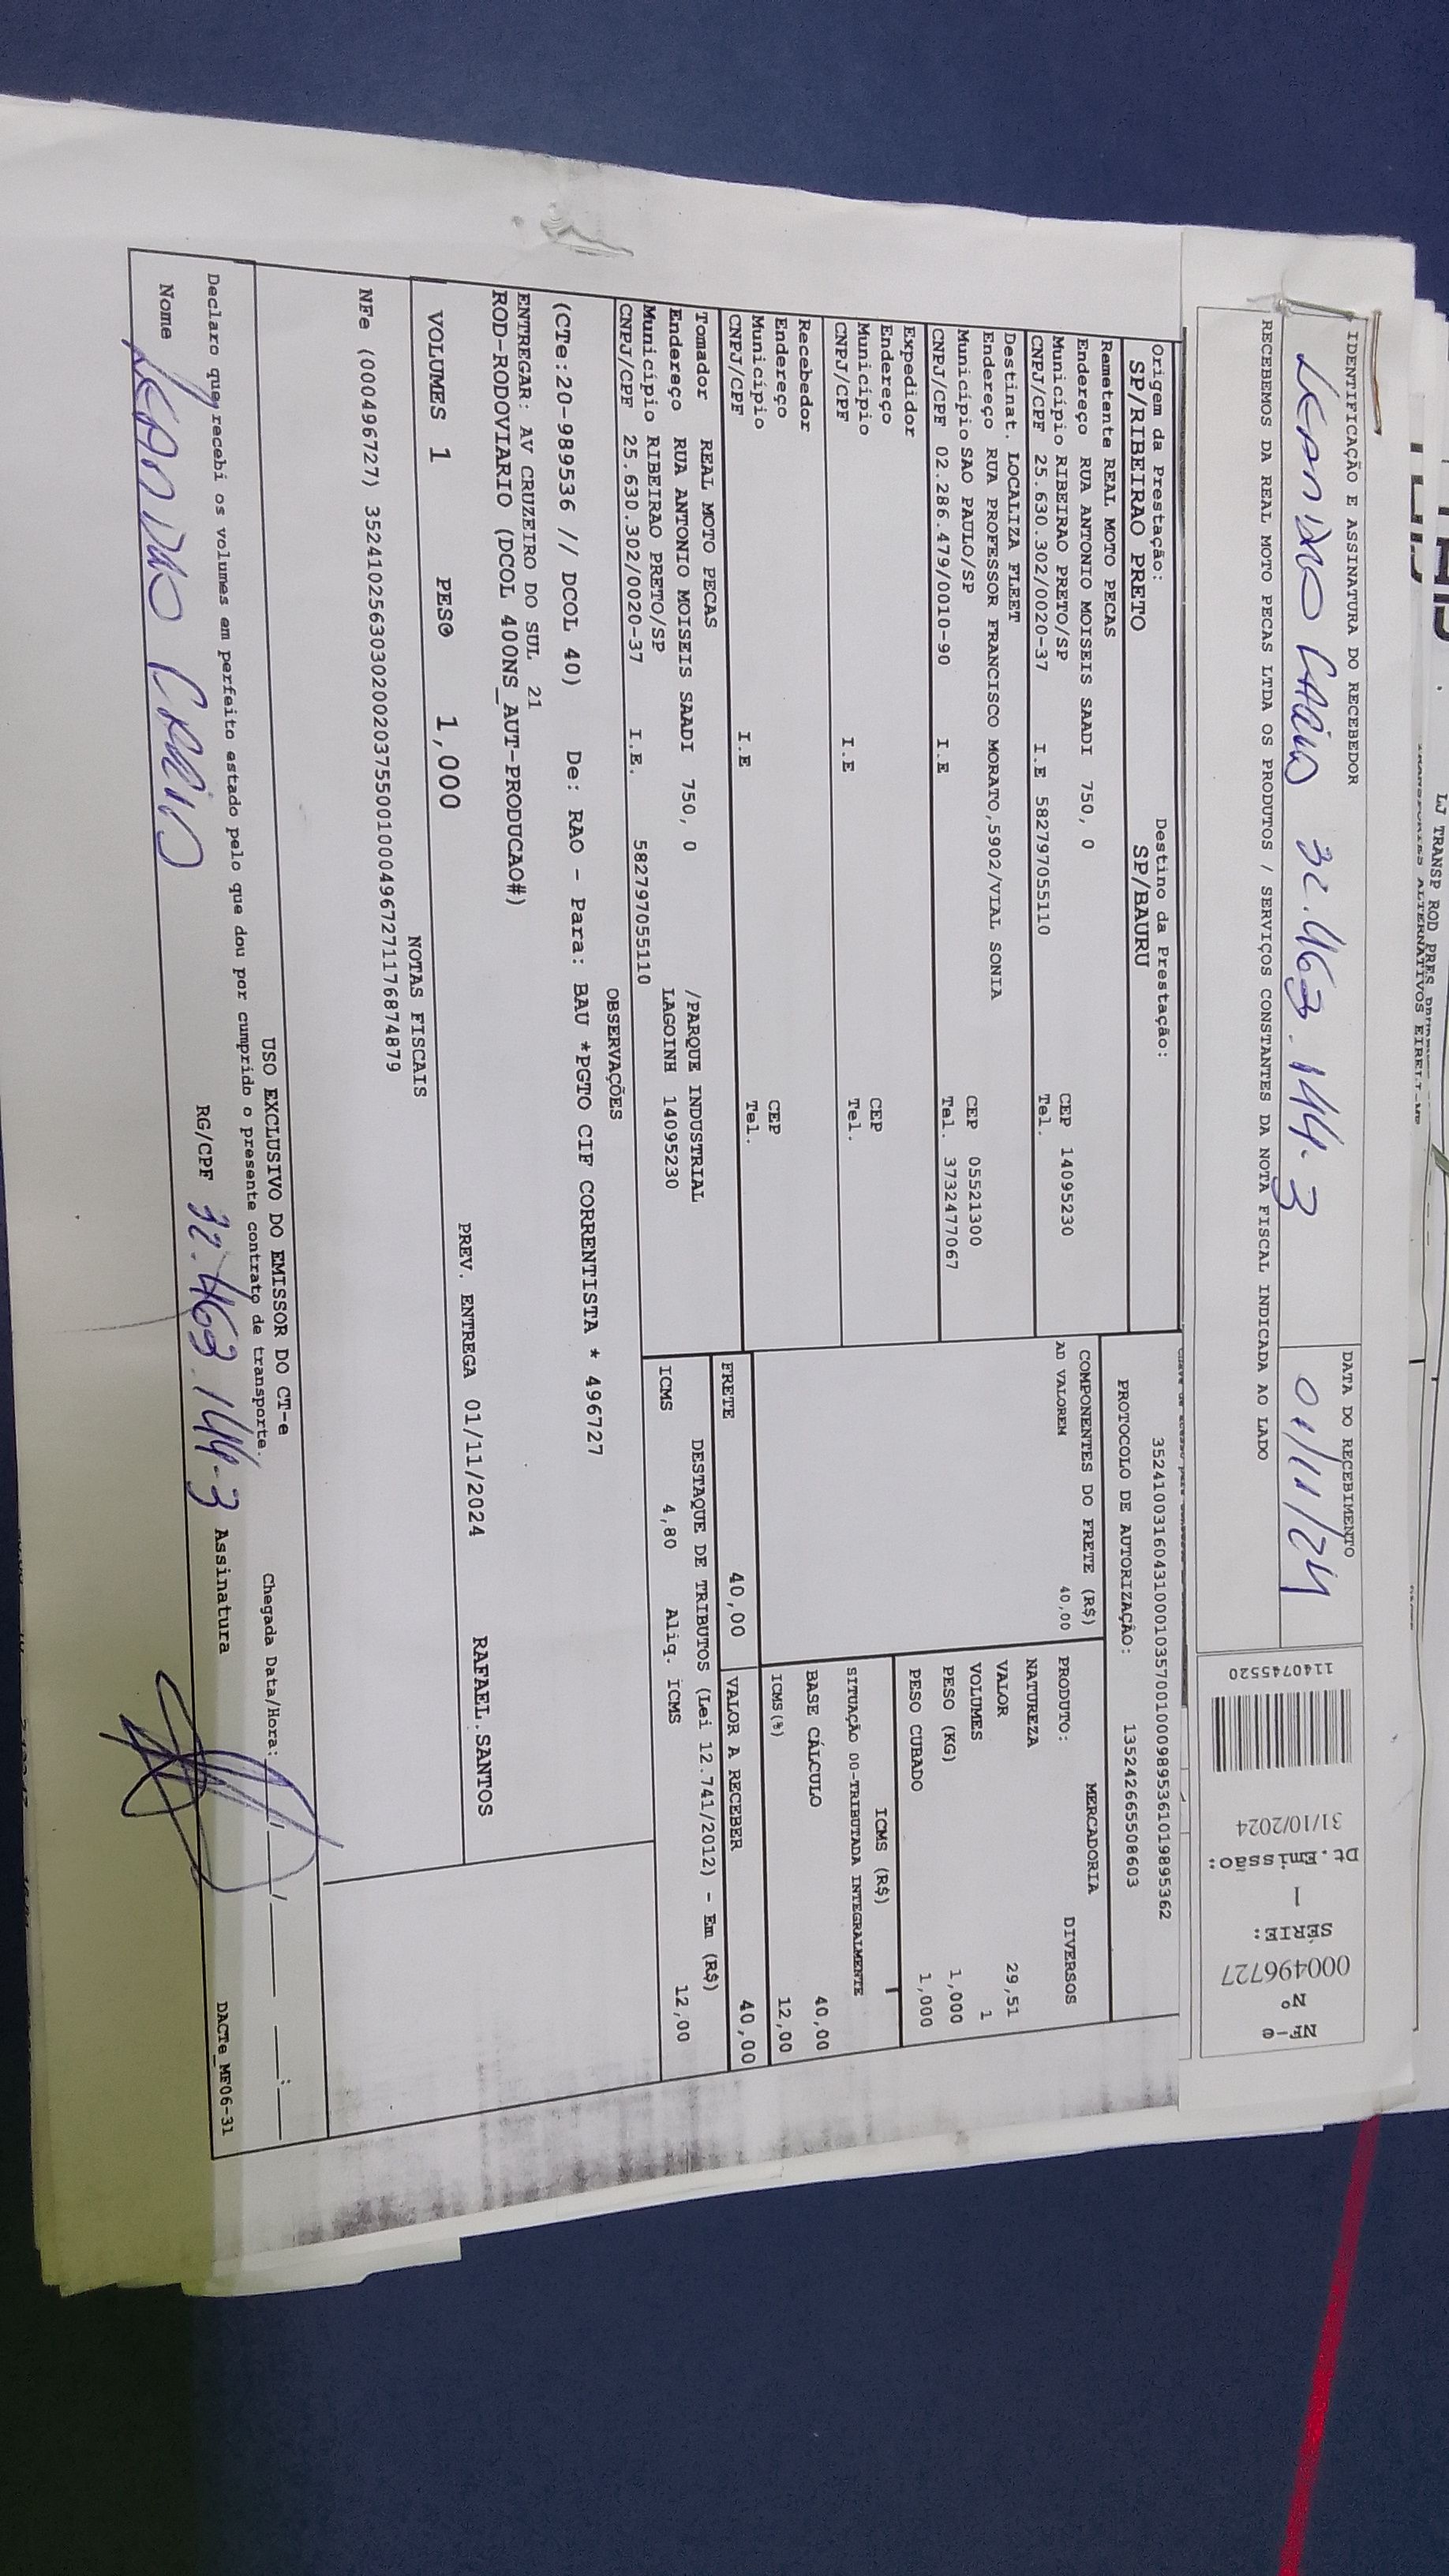 LJ TRANSP ROD PRES
IDENTIFICAÇÃO E ASSINATURA DO RECEBEDOR
DATA DO RECEBIMENTO
32.463.144-3
01/11/24
RECEBEMOS DA REAL MOTO PECAS LTDA OS PRODUTOS / SERVIÇOS CONSTANTES DA NOTA FISCAL INDICADA AO LADO
NF-e
Nº
000496727
SÉRIE:
1
Dt.Emissão:
31/10/2024
1140745520
Origem da Prestação: Destino da Prestação:
SP/RIBEIRAO PRETO SP/BAURU
35241003160431000103570010009895361019895362
PROTOCOLO DE AUTORIZAÇÃO: 135242665508603
Remetente REAL MOTO PECAS
Endereço RUA ANTONIO MOISEIS SAADI 750, 0 CEP 14095230
Município RIBEIRAO PRETO/SP Tel.
CNPJ/CPF 25.630.302/0020-37 I.E 582797055110
Destinat. LOCALIZA FLEET
Endereço RUA PROFESSOR FRANCISCO MORATO,5902/VIAL SONIA
Município SAO PAULO/SP CEP 05521300
CNPJ/CPF 02.286.479/0010-90 I.E Tel. 3732477067
Expedidor
Endereço
Município CEP
CNPJ/CPF I.E Tel.
Recebedor
Endereço
Município CEP
CNPJ/CPF I.E Tel.
Tomador REAL MOTO PECAS
Endereço RUA ANTONIO MOISEIS SAADI 750, 0 /PARQUE INDUSTRIAL
Município RIBEIRAO PRETO/SP LAGOINH 14095230
CNPJ/CPF 25.630.302/0020-37 I.E. 582797055110
COMPONENTES DO FRETE (R$)
AD VALOREM 40,00
MERCADORIA
PRODUTO: DIVERSOS
NATUREZA
VALOR 29,51
VOLUMES 1
PESO (KG) 1,000
PESO CUBADO 1,000
ICMS (R$)
SITUAÇÃO 00-TRIBUTADA INTEGRALMENTE
BASE CÁLCULO 40,00
ICMS(%) 12,00
FRETE 40,00 VALOR A RECEBER 40,00
DESTAQUE DE TRIBUTOS (Lei 12.741/2012) - Em (R$)
ICMS 4,80 Aliq. ICMS 12,00
OBSERVAÇÕES
(CTe:20-989536 // DCOL 40) De: RAO - Para: BAU *PGTO CIF CORRENTISTA * 496727
ENTREGAR: AV CRUZEIRO DO SUL 21
ROD-RODOVIARIO (DCOL 400NS_AUT-PRODUCAO#)
VOLUMES 1 PESO 1,000 PREV. ENTREGA 01/11/2024 RAFAEL.SANTOS
NOTAS FISCAIS
NFe (000496727) 35241025630302002037550010004967271176874879
USO EXCLUSIVO DO EMISSOR DO CT-e
Declaro que recebi os volumes em perfeito estado pelo que dou por cumprido o presente contrato de transporte.
Chegada Data/Hora: __/__/____ __:__
Nome RG/CPF 32.463.144-3 Assinatura
DACTe_MF06-31